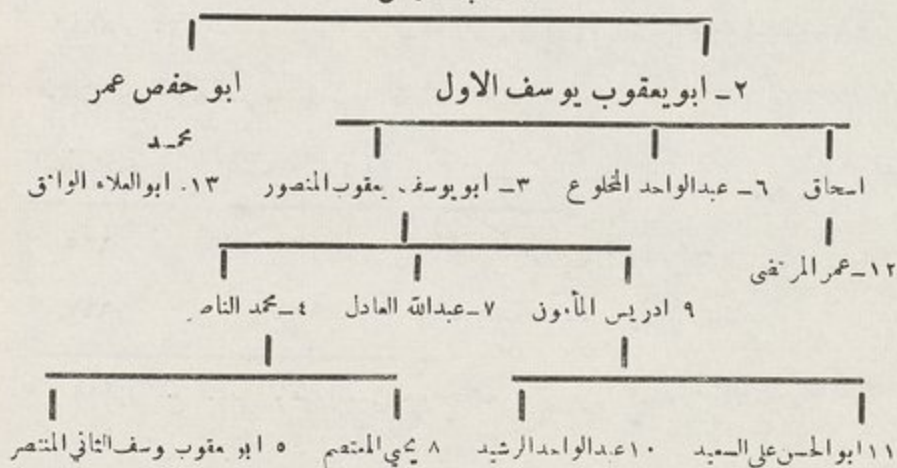 ابو حفص عمر ٢ـ ابو يعقوب يوسف الاول
محمد
اسحاق ٦ـ عبدالواحد المخلوع ٣ـ ابو يوسف يعقوب المنصور ١٣. ابو العلاء الواثق
١٢ـ عمر المرتضى
٩ ادريس المأمون ٧ـ عبدالله العادل ٤ـ محمد الناصر
١١ ابو الحسن علي السعيد ١٠ عبدالواحد الرشيد ٨ يحيي المعتصم ٥ ابو يعقوب يوسف الثاني المنتصر